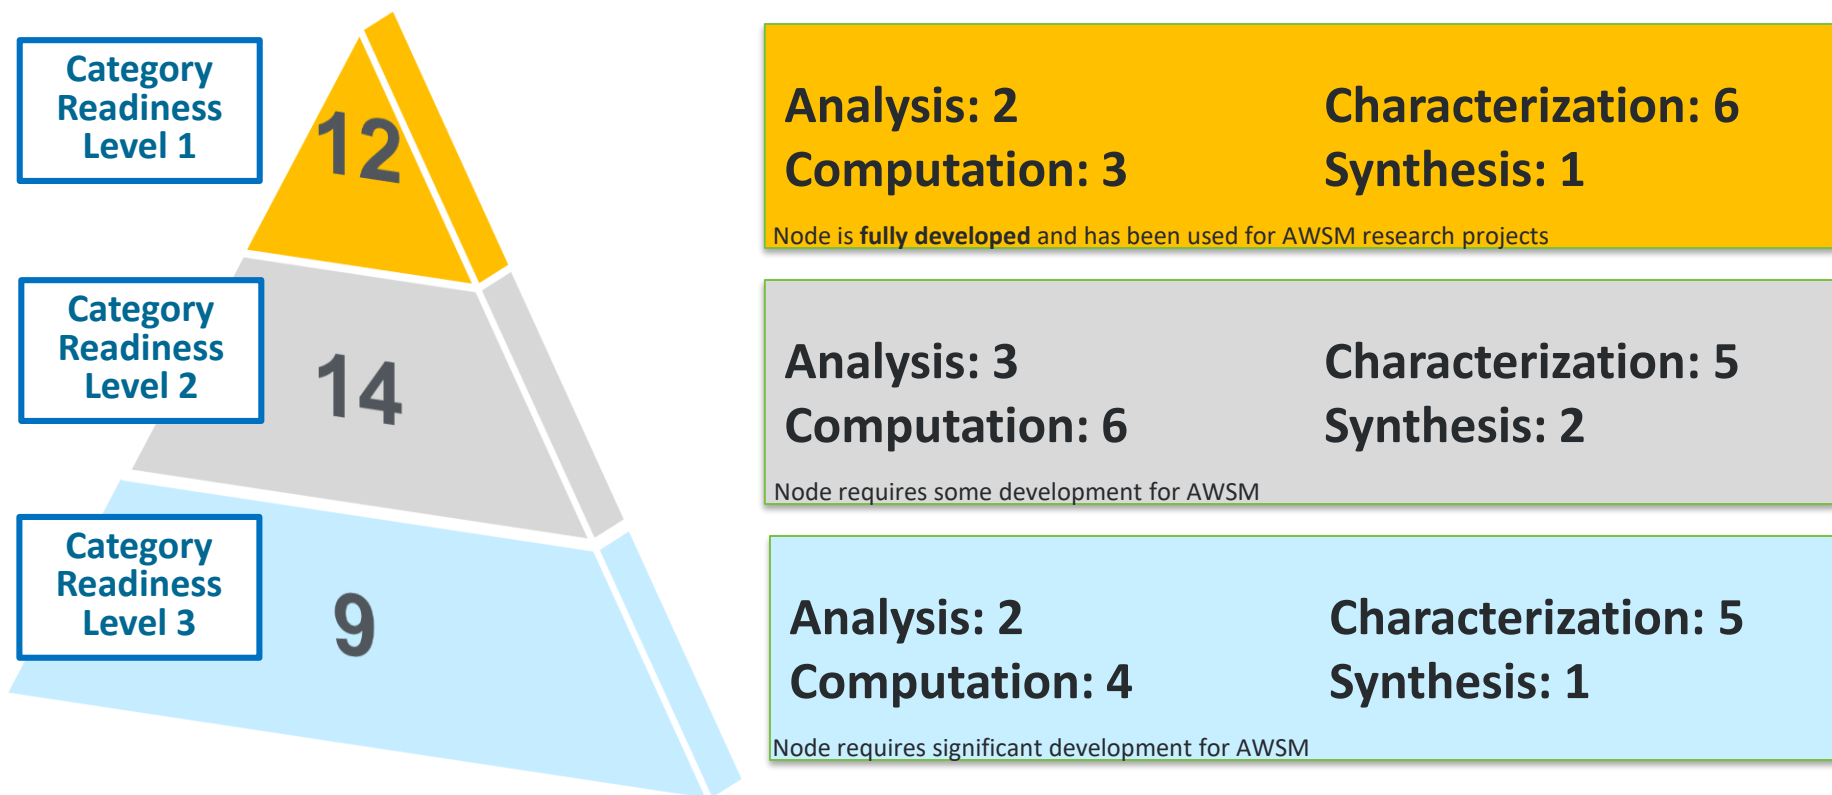 Category
Readiness
Level 1
12
Analysis: 2
Characterization: 6
Computation: 3
Synthesis: 1
Node is fully developed and has been used for AWSM research projects
Category
Readiness
Level 2
14
Analysis: 3
Characterization: 5
Computation: 6
Synthesis: 2
Node requires some development for AWSM
Category
Readiness
Level 3
9
Analysis: 2
Characterization: 5
Computation: 4
Synthesis: 1
Node requires significant development for AWSM